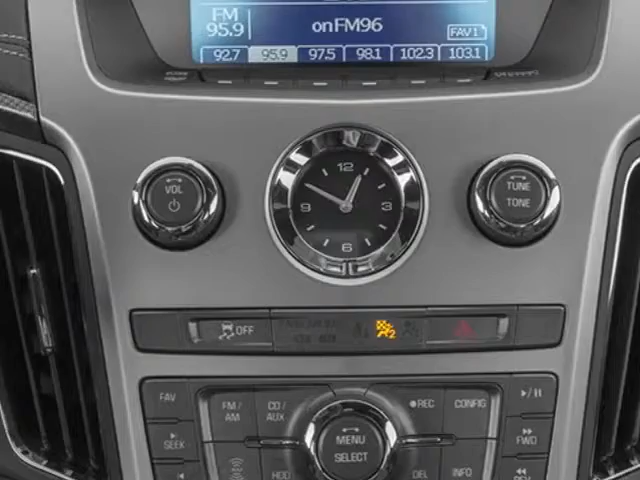 FM
95.9
onFM96
FAV1
92.7 95.9 97.5 98.1 102.3 103.1
VOL
12
3
6
9
TUNE
TONE
OFF
2
FAV
FM / AM
CD / AUX
REC
CONFIG
SEEK
MENU
SELECT
FWD
HDD
DEL
INFO